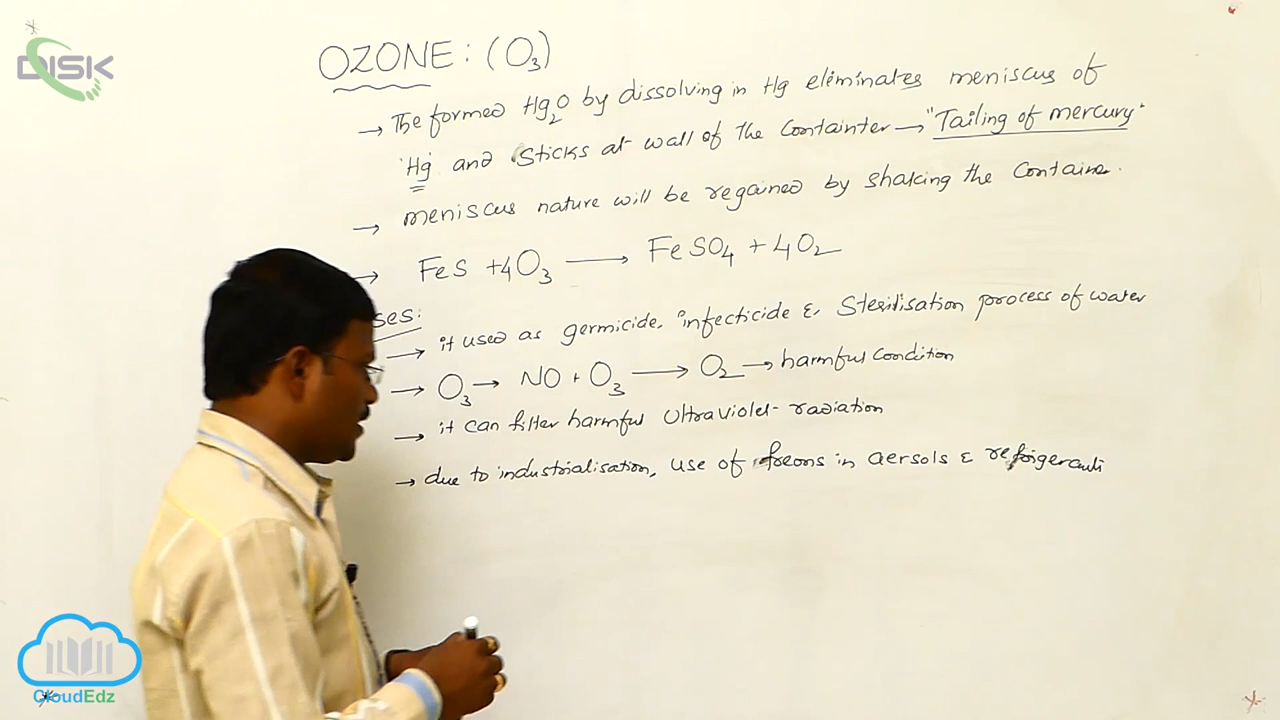 DISK
OZONE: (O₃)
→ The formed Hg₂O by dissolving in Hg eliminates meniscus of
'Hg' and sticks at wall of the Containter → "Tailing of mercury"
→ meniscus nature will be regained by shaking the Containe.
→ FeS + 4O₃ → FeSO₄ + 4O₂
ses:
→ it used as germicide, infecticide & Sterilisation process of water
→ O₃ → NO + O₃ → O₂ → harmful condition
→ it can filter harmful Ultraviolet radiation
→ due to industrialisation, use of freons in aersols & refrigeranti
CloudEdz